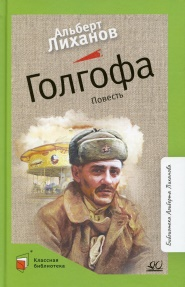 Альберт
ЛИХАНОВ
Голгофа
Повесть
Библиотека Альберта Лиханова
Классная
библиотека